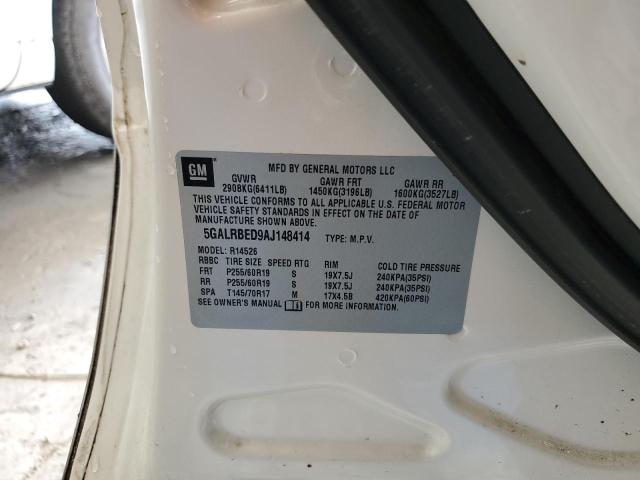 GM
MFD BY GENERAL MOTORS LLC
GVWR GAWR FRT GAWR RR
2908KG(6411LB) 1450KG(3196LB) 1600KG(3527LB)
THIS VEHICLE CONFORMS TO ALL APPLICABLE U.S. FEDERAL MOTOR
VEHICLE SAFETY STANDARDS IN EFFECT ON THE DATE OF
MANUFACTURE SHOWN ABOVE.
5GALRBED9AJ148414 TYPE: M.P.V.
MODEL: R14526
RBBC TIRE SIZE SPEED RTG RIM COLD TIRE PRESSURE
FRT P255/60R19 S 19X7.5J 240KPA(35PSI)
RR P255/60R19 S 19X7.5J 240KPA(35PSI)
SPA T145/70R17 M 17X4.5B 420KPA(60PSI)
SEE OWNER'S MANUAL FOR MORE INFORMATION.